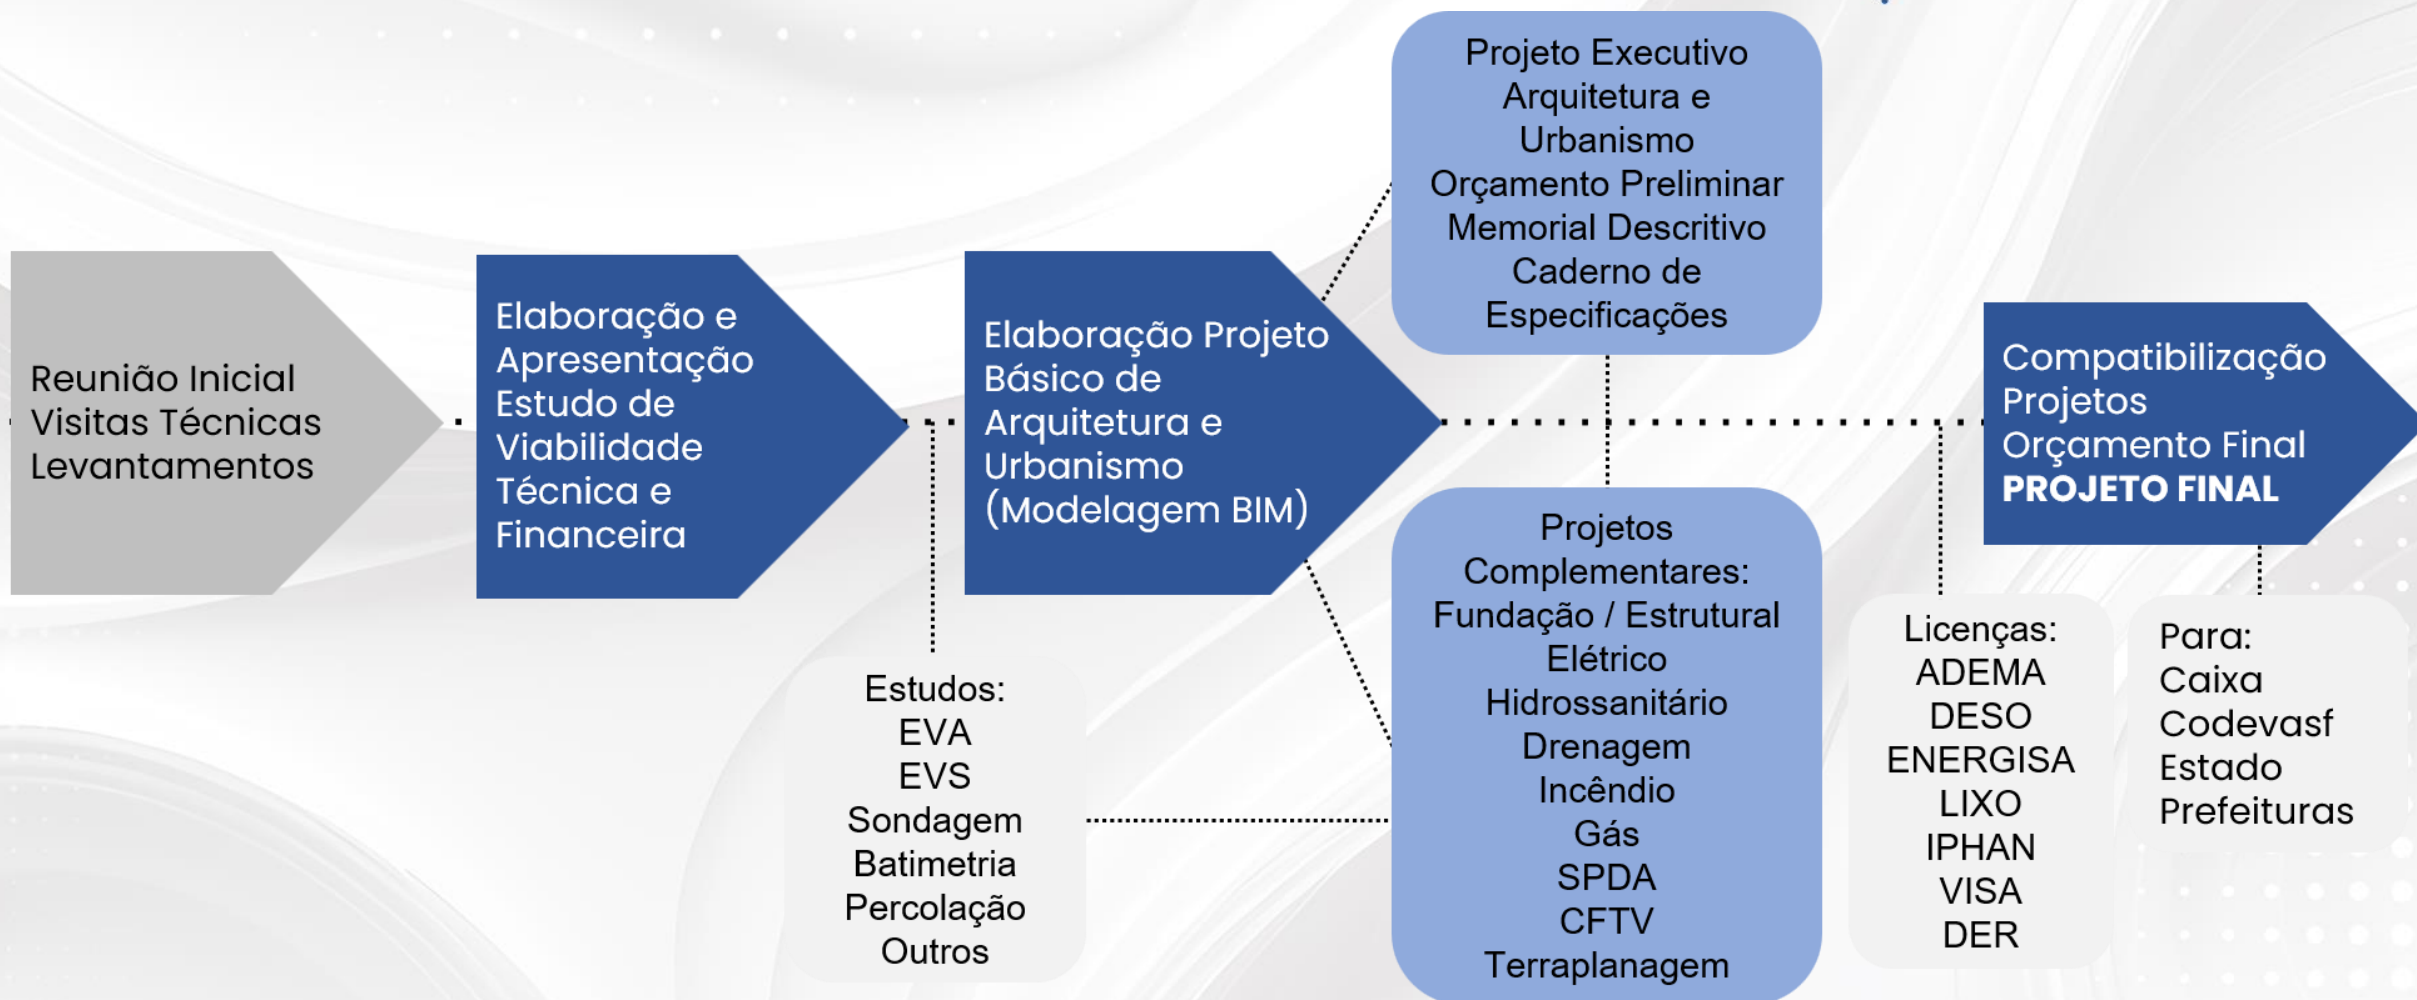 Reunião Inicial
Visitas Técnicas
Levantamentos
Elaboração e
Apresentação
Estudo de
Viabilidade
Técnica e
Financeira
Estudos:
EVA
EVS
Sondagem
Batimetria
Percolação
Outros
Elaboração Projeto
Básico de
Arquitetura e
Urbanismo
(Modelagem BIM)
Projeto Executivo
Arquitetura e
Urbanismo
Orçamento Preliminar
Memorial Descritivo
Caderno de
Especificações
Projetos
Complementares:
Fundação / Estrutural
Elétrico
Hidrossanitário
Drenagem
Incêndio
Gás
SPDA
CFTV
Terraplanagem
Licenças:
ADEMA
DESO
ENERGISA
LIXO
IPHAN
VISA
DER
Compatibilização
Projetos
Orçamento Final
PROJETO FINAL
Para:
Caixa
Codevasf
Estado
Prefeituras